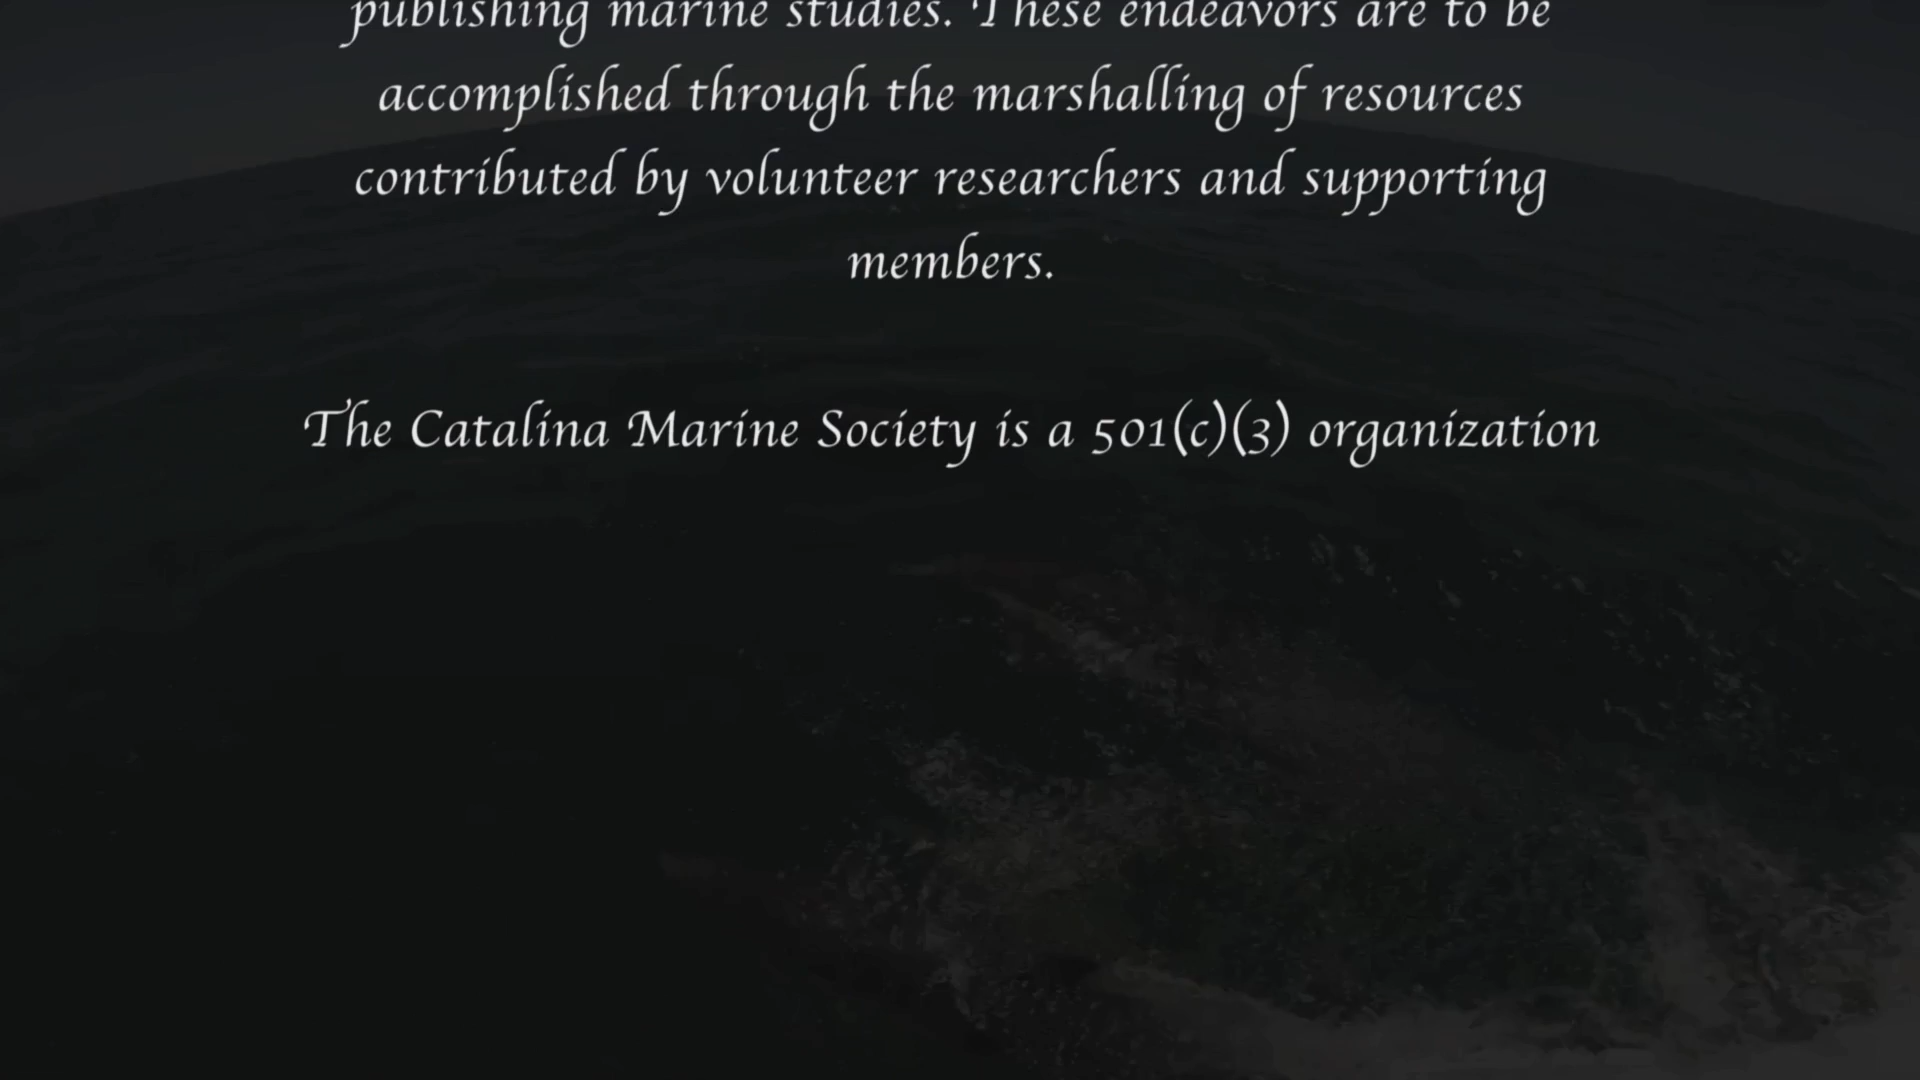 publishing marine studies. These endeavors are to be
accomplished through the marshalling of resources
contributed by volunteer researchers and supporting
members.
The Catalina Marine Society is a 501(c)(3) organization